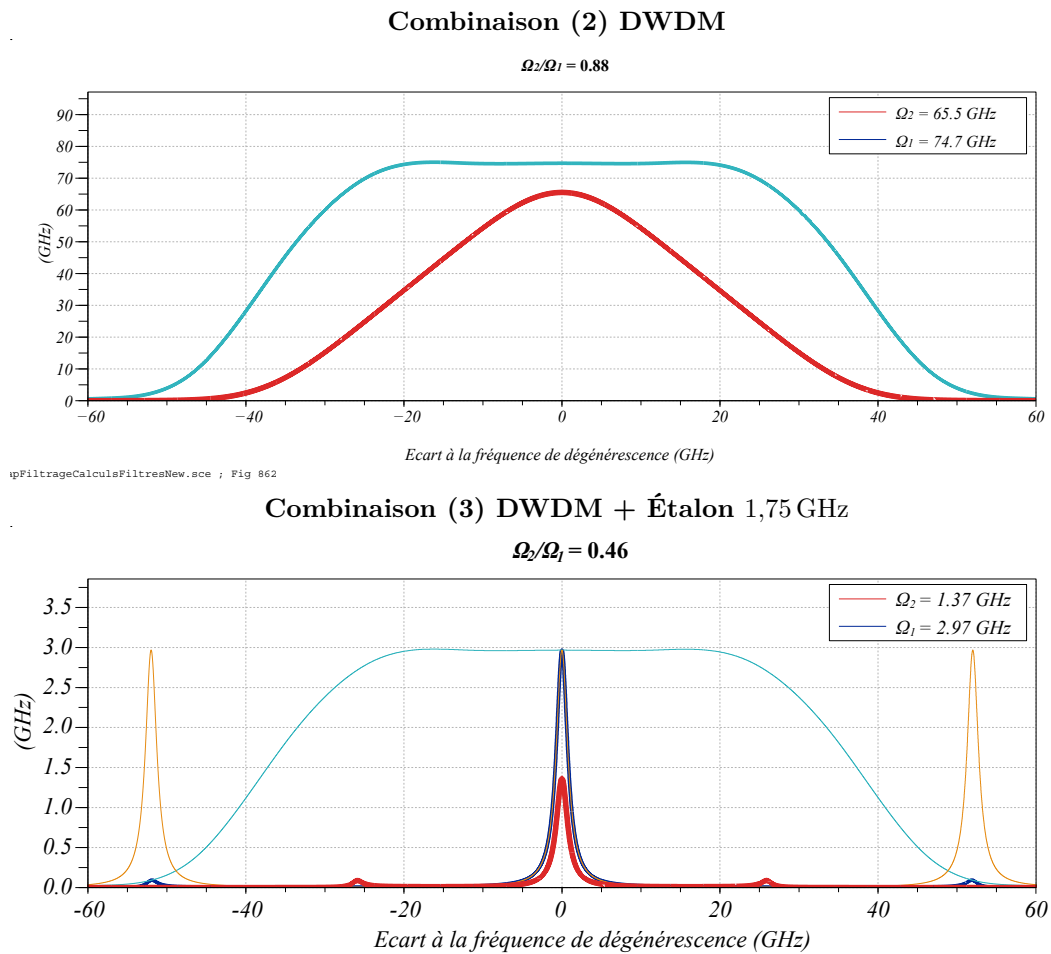 Combinaison (2) DWDM
Ω2/Ω1 = 0.88
Ω2 = 65.5 GHz
Ω1 = 74.7 GHz
90
80
70
60
50
40
30
20
10
0
(GHz)
−60
−40
−20
0
20
40
60
Ecart à la fréquence de dégénérescence (GHz)
ıpFiltrageCalculsFiltresNew.sce ; Fig 862
Combinaison (3) DWDM + Étalon 1,75 GHz
Ω2/Ω1 = 0.46
Ω2 = 1.37 GHz
Ω1 = 2.97 GHz
3.5
3.0
2.5
2.0
1.5
1.0
0.5
0.0
(GHz)
-60
-40
-20
0
20
40
60
Ecart à la fréquence de dégénérescence (GHz)